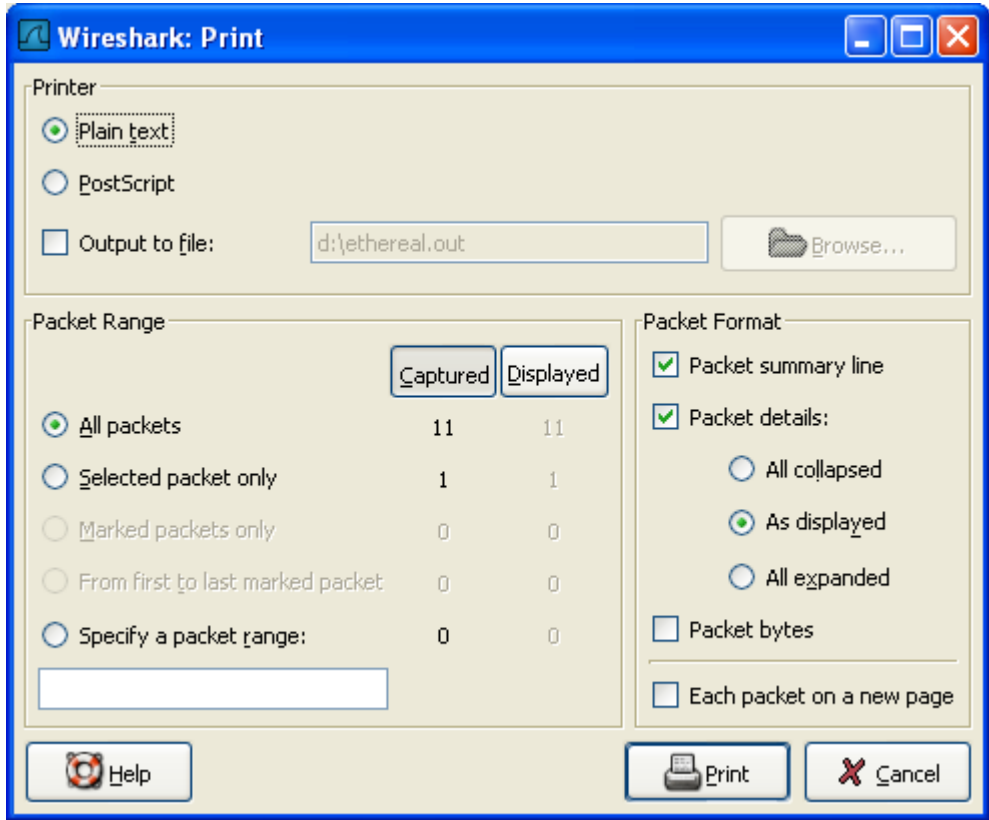 Wireshark: Print
Printer
Plain text
PostScript
Output to file: d:\ethereal.out Browse...
Packet Range
Captured Displayed
All packets 11 11
Selected packet only 1 1
Marked packets only 0 0
From first to last marked packet 0 0
Specify a packet range: 0 0
Packet Format
Packet summary line
Packet details:
All collapsed
As displayed
All expanded
Packet bytes
Each packet on a new page
Help Print Cancel